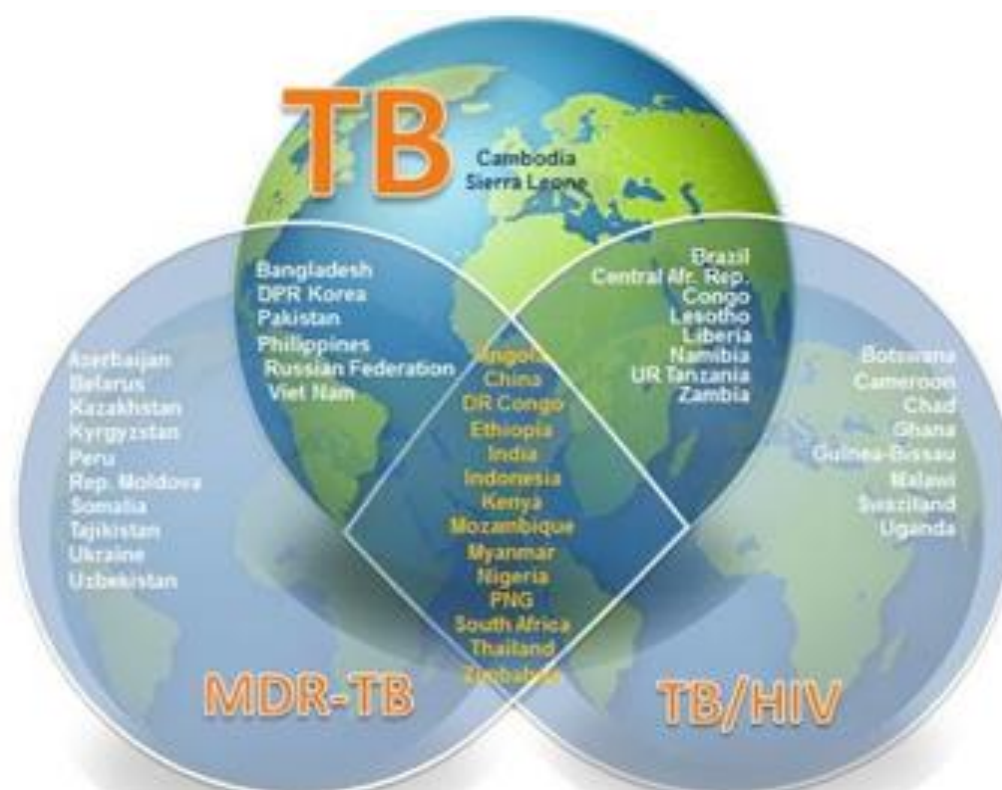 TB
Cambodia
Sierra Leone
Bangladesh
DPR Korea
Pakistan
Philippines
Russian Federation
Viet Nam
Brazil
Central Afr. Rep.
Congo
Lesotho
Liberia
Namibia
UR Tanzania
Zambia
Azerbaijan
Belarus
Kazakhstan
Kyrgyzstan
Peru
Rep. Moldova
Somalia
Tajikistan
Ukraine
Uzbekistan
Angola
China
DR Congo
Ethiopia
India
Indonesia
Kenya
Mozambique
Myanmar
Nigeria
PNG
South Africa
Thailand
Zimbabwe
Botswana
Cameroon
Chad
Ghana
Guinea-Bissau
Malawi
Swaziland
Uganda
MDR-TB
TB/HIV